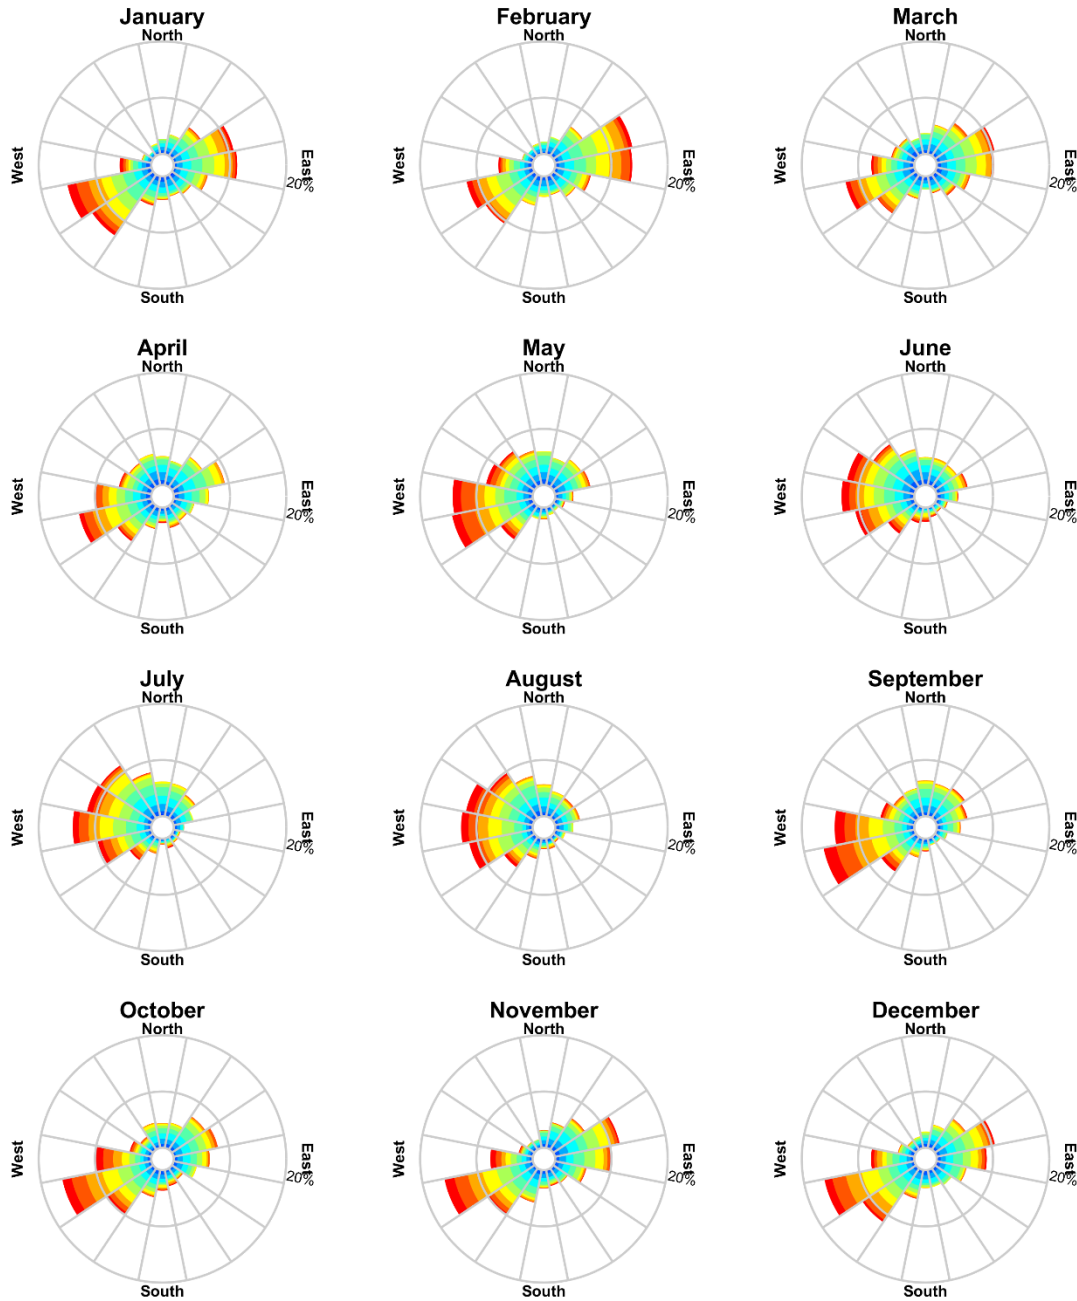 January
North
West
East
20%
South
February
North
West
East
20%
South
March
North
West
East
20%
South
April
North
West
East
20%
South
May
North
West
East
20%
South
June
North
West
East
20%
South
July
North
West
East
20%
South
August
North
West
East
20%
South
September
North
West
East
20%
South
October
North
West
East
20%
South
November
North
West
East
20%
South
December
North
West
East
20%
South